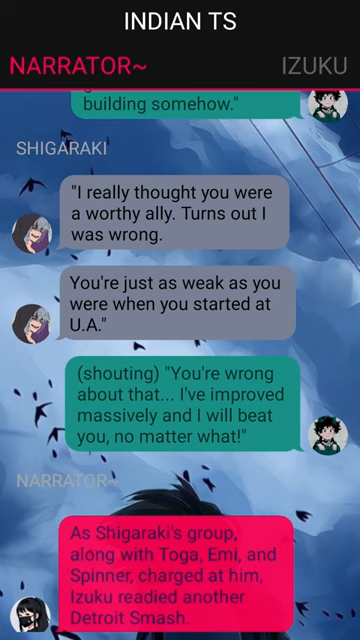 INDIAN TS
NARRATOR~ IZUKU
building somehow."
SHIGARAKI
"I really thought you were
a worthy ally. Turns out I
was wrong.
You're just as weak as you
were when you started at
U.A."
(shouting) "You're wrong
about that... I've improved
massively and I will beat
you, no matter what!"
NARRATOR~
As Shigaraki's group,
along with Toga, Emi, and
Spinner, charged at him,
Izuku readied another
Detroit Smash.